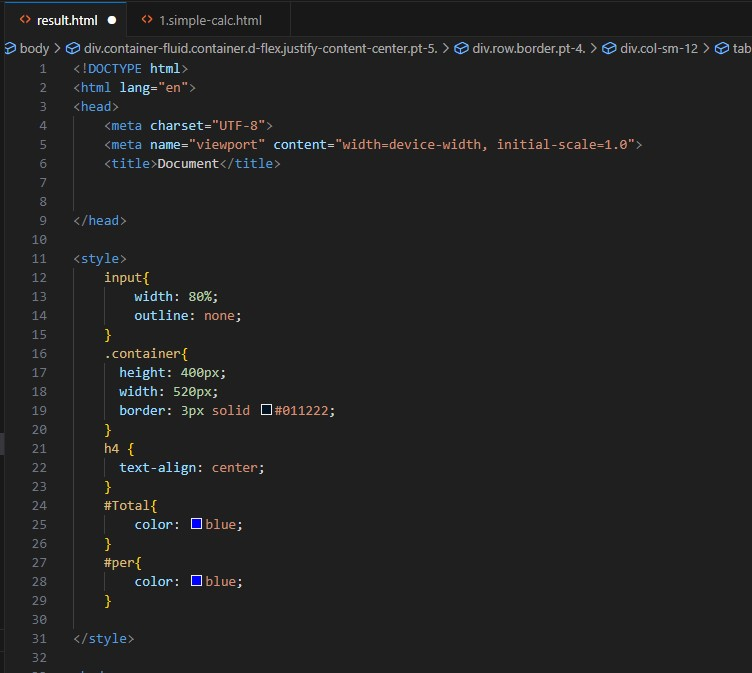 result.html
1.simple-calc.html
body > div.container-fluid.container.d-flex.justify-content-center.pt-5. > div.row.border.pt-4. > div.col-sm-12 > tab
1 <!DOCTYPE html>
2 <html lang="en">
3 <head>
4 <meta charset="UTF-8">
5 <meta name="viewport" content="width=device-width, initial-scale=1.0">
6 <title>Document</title>
7
8
9 </head>
10
11 <style>
12 input{
13 width: 80%;
14 outline: none;
15 }
16 .container{
17 height: 400px;
18 width: 520px;
19 border: 3px solid #011222;
20 }
21 h4 {
22 text-align: center;
23 }
24 #Total{
25 color: blue;
26 }
27 #per{
28 color: blue;
29 }
30
31 </style>
32